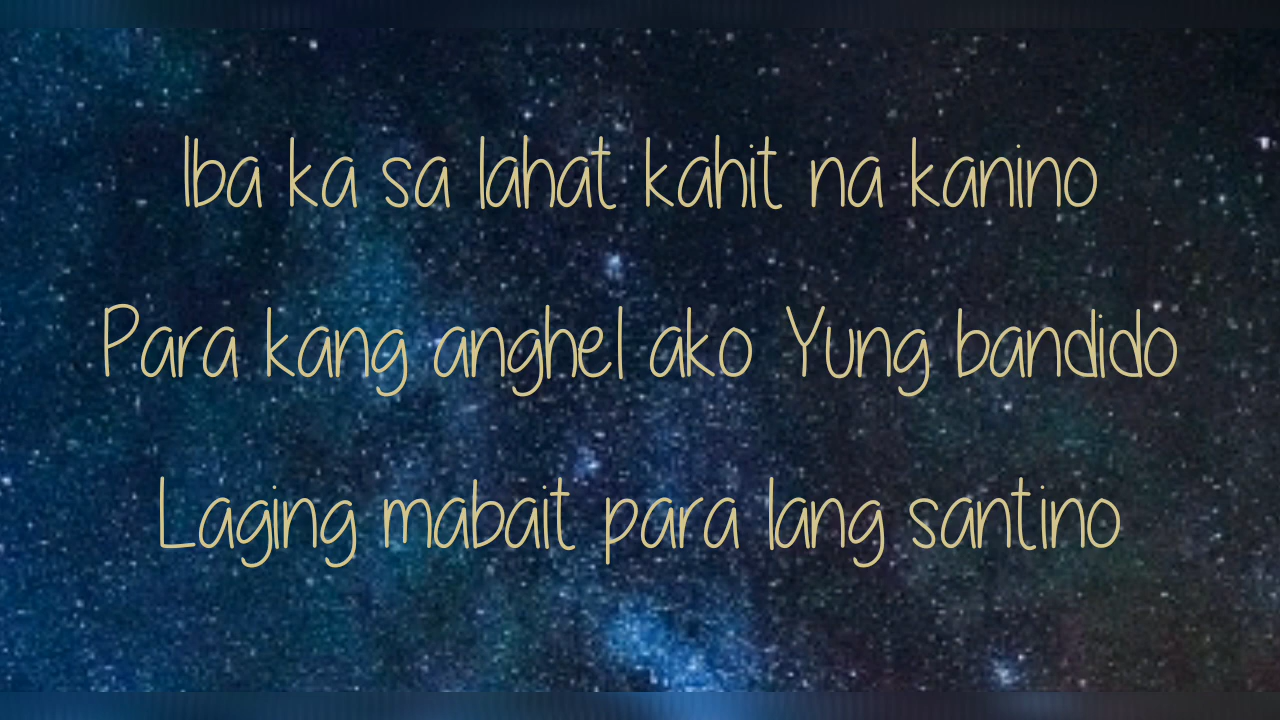 Iba ka sa lahat kahit na kanino
Para kang anghel ako Yung bandido
Laging mabait para lang santino